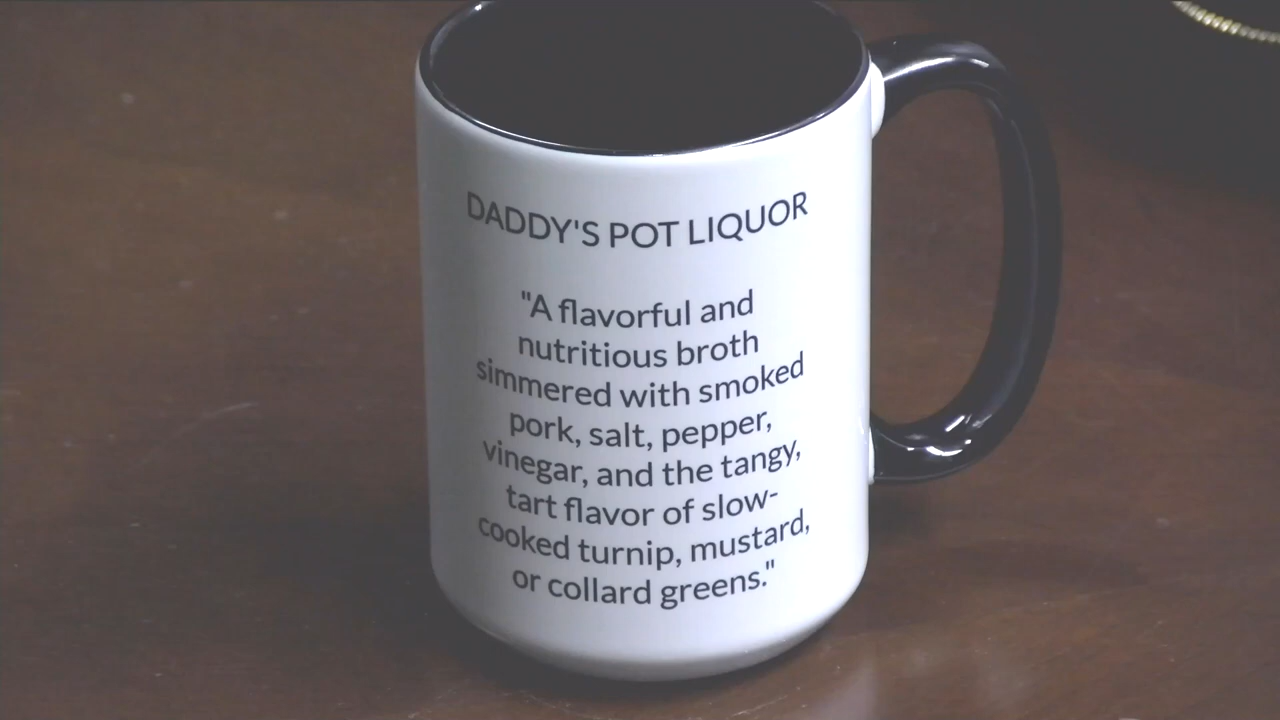 DADDY'S POT LIQUOR
"A flavorful and
nutritious broth
simmered with smoked
pork, salt, pepper,
vinegar, and the tangy,
tart flavor of slow-
cooked turnip, mustard,
or collard greens."